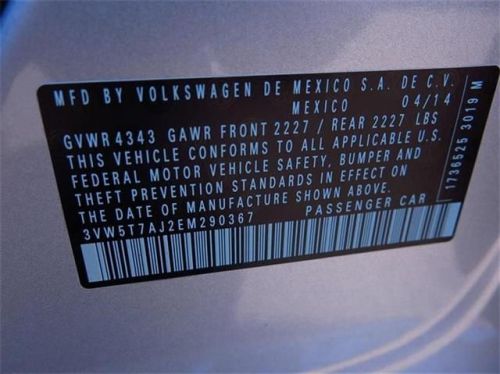 MFD BY VOLKSWAGEN DE MEXICO S.A. DE C.V.
MEXICO 04/14
GVWR 4343 GAWR FRONT 2227 / REAR 2227 LBS
THIS VEHICLE CONFORMS TO ALL APPLICABLE U.S.
FEDERAL MOTOR VEHICLE SAFETY, BUMPER AND
THEFT PREVENTION STANDARDS IN EFFECT ON
THE DATE OF MANUFACTURE SHOWN ABOVE.
3VW5T7AJ2EM290367 PASSENGER CAR
1736525 3019 M